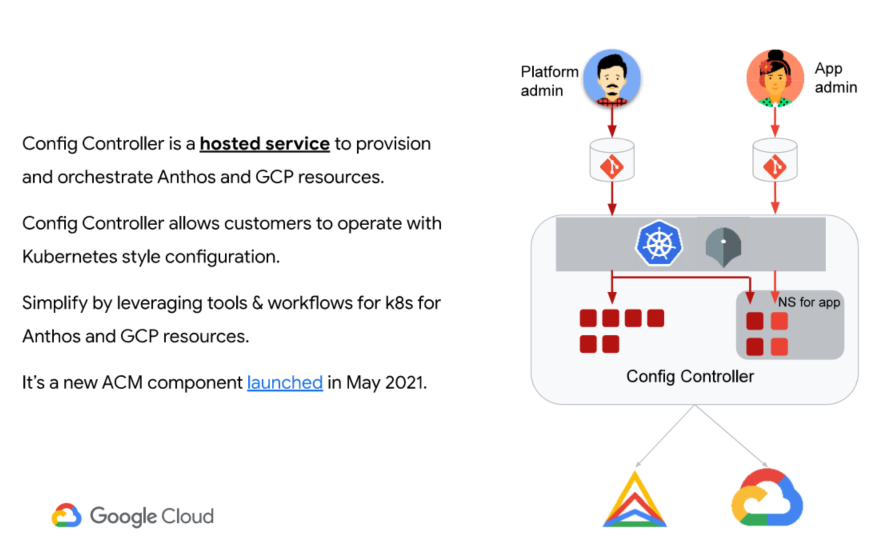 Config Controller is a hosted service to provision
and orchestrate Anthos and GCP resources.
Config Controller allows customers to operate with
Kubernetes style configuration.
Simplify by leveraging tools & workflows for k8s for
Anthos and GCP resources.
It's a new ACM component launched in May 2021.
Google Cloud
Platform
admin
App
admin
NS for app
Config Controller